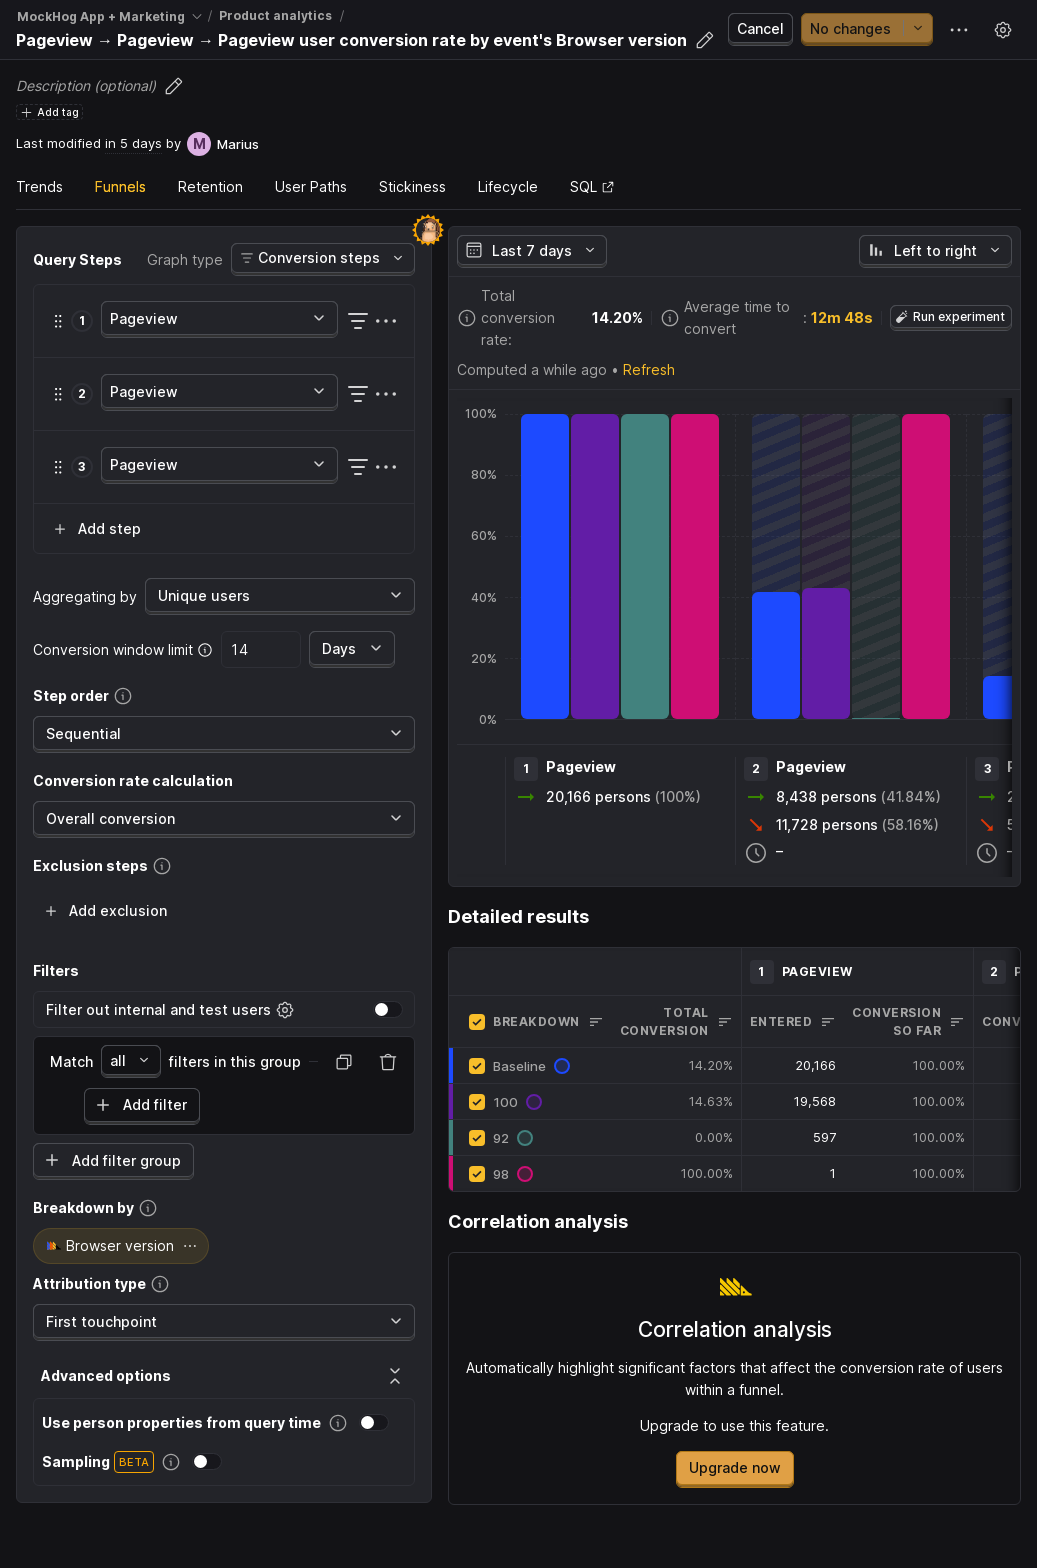 MockHog App + Marketing / Product analytics /
Pageview → Pageview → Pageview user conversion rate by event's Browser version
Cancel
No changes
Description (optional)
Add tag
Last modified in 5 days by M Marius
Trends
Funnels
Retention
User Paths
Stickiness
Lifecycle
SQL
Query Steps
Graph type
Conversion steps
1 Pageview
2 Pageview
3 Pageview
Add step
Aggregating by
Unique users
Conversion window limit
14
Days
Step order
Sequential
Conversion rate calculation
Overall conversion
Exclusion steps
Add exclusion
Filters
Filter out internal and test users
Match all filters in this group
Add filter
Add filter group
Breakdown by
Browser version
Attribution type
First touchpoint
Advanced options
Use person properties from query time
Sampling BETA
Last 7 days
Left to right
Total conversion rate: 14.20%
Average time to convert : 12m 48s
Run experiment
Computed a while ago • Refresh
100%
80%
60%
40%
20%
0%
1 Pageview
20,166 persons (100%)
2 Pageview
8,438 persons (41.84%)
11,728 persons (58.16%)
–
3 P
2
5
–
Detailed results
1 PAGEVIEW
2 P
BREAKDOWN
TOTAL CONVERSION
ENTERED
CONVERSION SO FAR
CONV
Baseline 14.20% 20,166 100.00%
100 14.63% 19,568 100.00%
92 0.00% 597 100.00%
98 100.00% 1 100.00%
Correlation analysis
Correlation analysis
Automatically highlight significant factors that affect the conversion rate of users
within a funnel.
Upgrade to use this feature.
Upgrade now